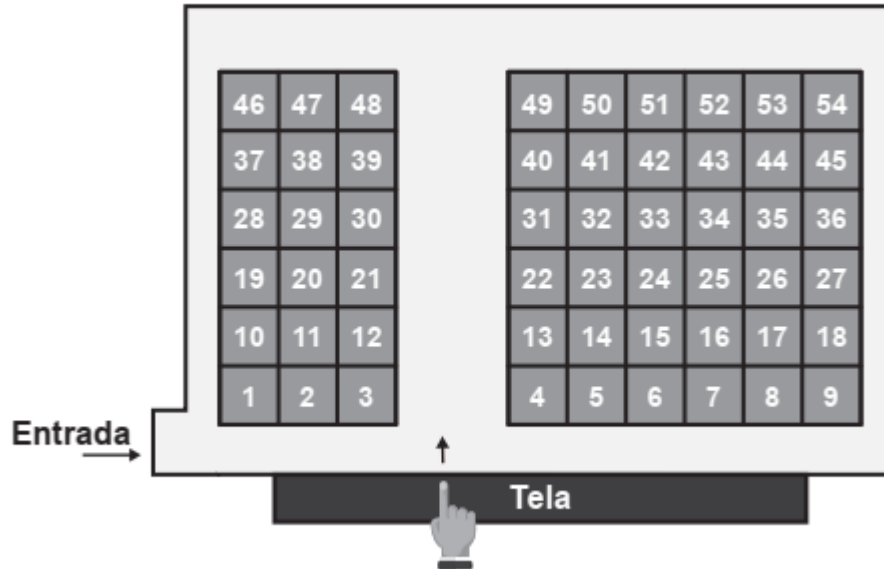 46 47 48 49 50 51 52 53 54
37 38 39 40 41 42 43 44 45
28 29 30 31 32 33 34 35 36
19 20 21 22 23 24 25 26 27
10 11 12 13 14 15 16 17 18
1 2 3 4 5 6 7 8 9
Entrada
Tela